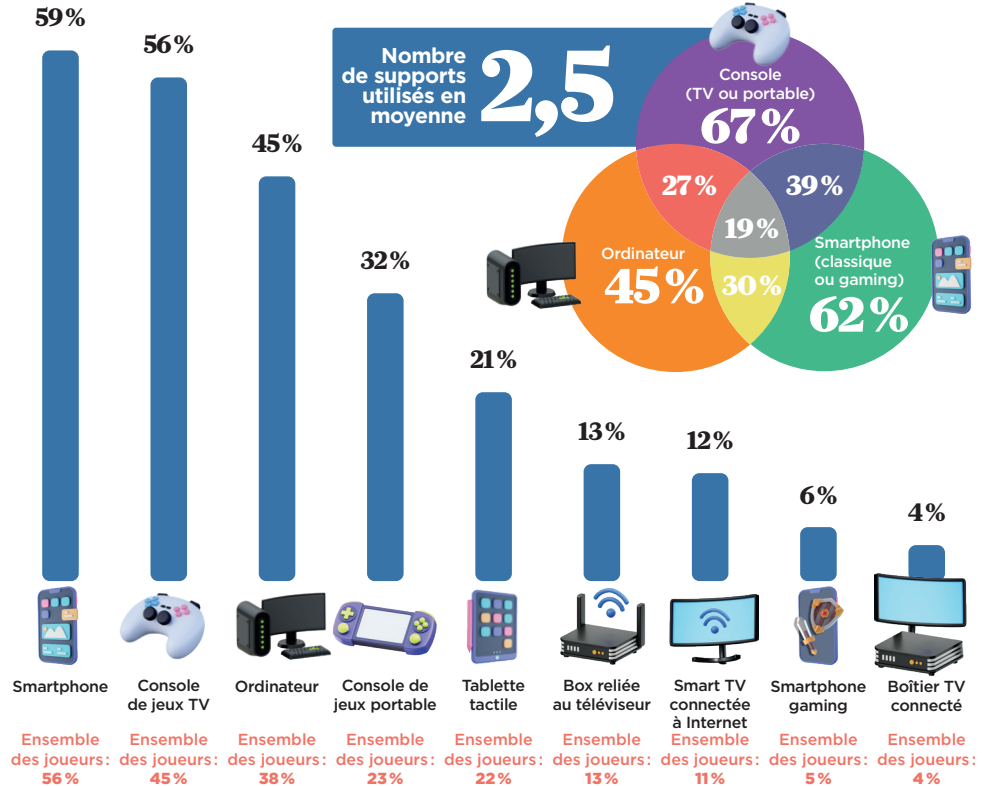 59%
56%
45%
32%
21%
13%
12%
6%
4%
Nombre
de supports
utilisés en
moyenne
2,5
Console
(TV ou portable)
67%
27%
39%
19%
Ordinateur
45%
30%
Smartphone
(classique
ou gaming)
62%
Smartphone
Console
de jeux TV
Ordinateur
Console de
jeux portable
Tablette
tactile
Box reliée
au téléviseur
Smart TV
connectée
à Internet
Smartphone
gaming
Boîtier TV
connecté
Ensemble
des joueurs :
56%
Ensemble
des joueurs :
45%
Ensemble
des joueurs :
38%
Ensemble
des joueurs :
23%
Ensemble
des joueurs :
22%
Ensemble
des joueurs :
13%
Ensemble
des joueurs :
11%
Ensemble
des joueurs :
5%
Ensemble
des joueurs :
4%